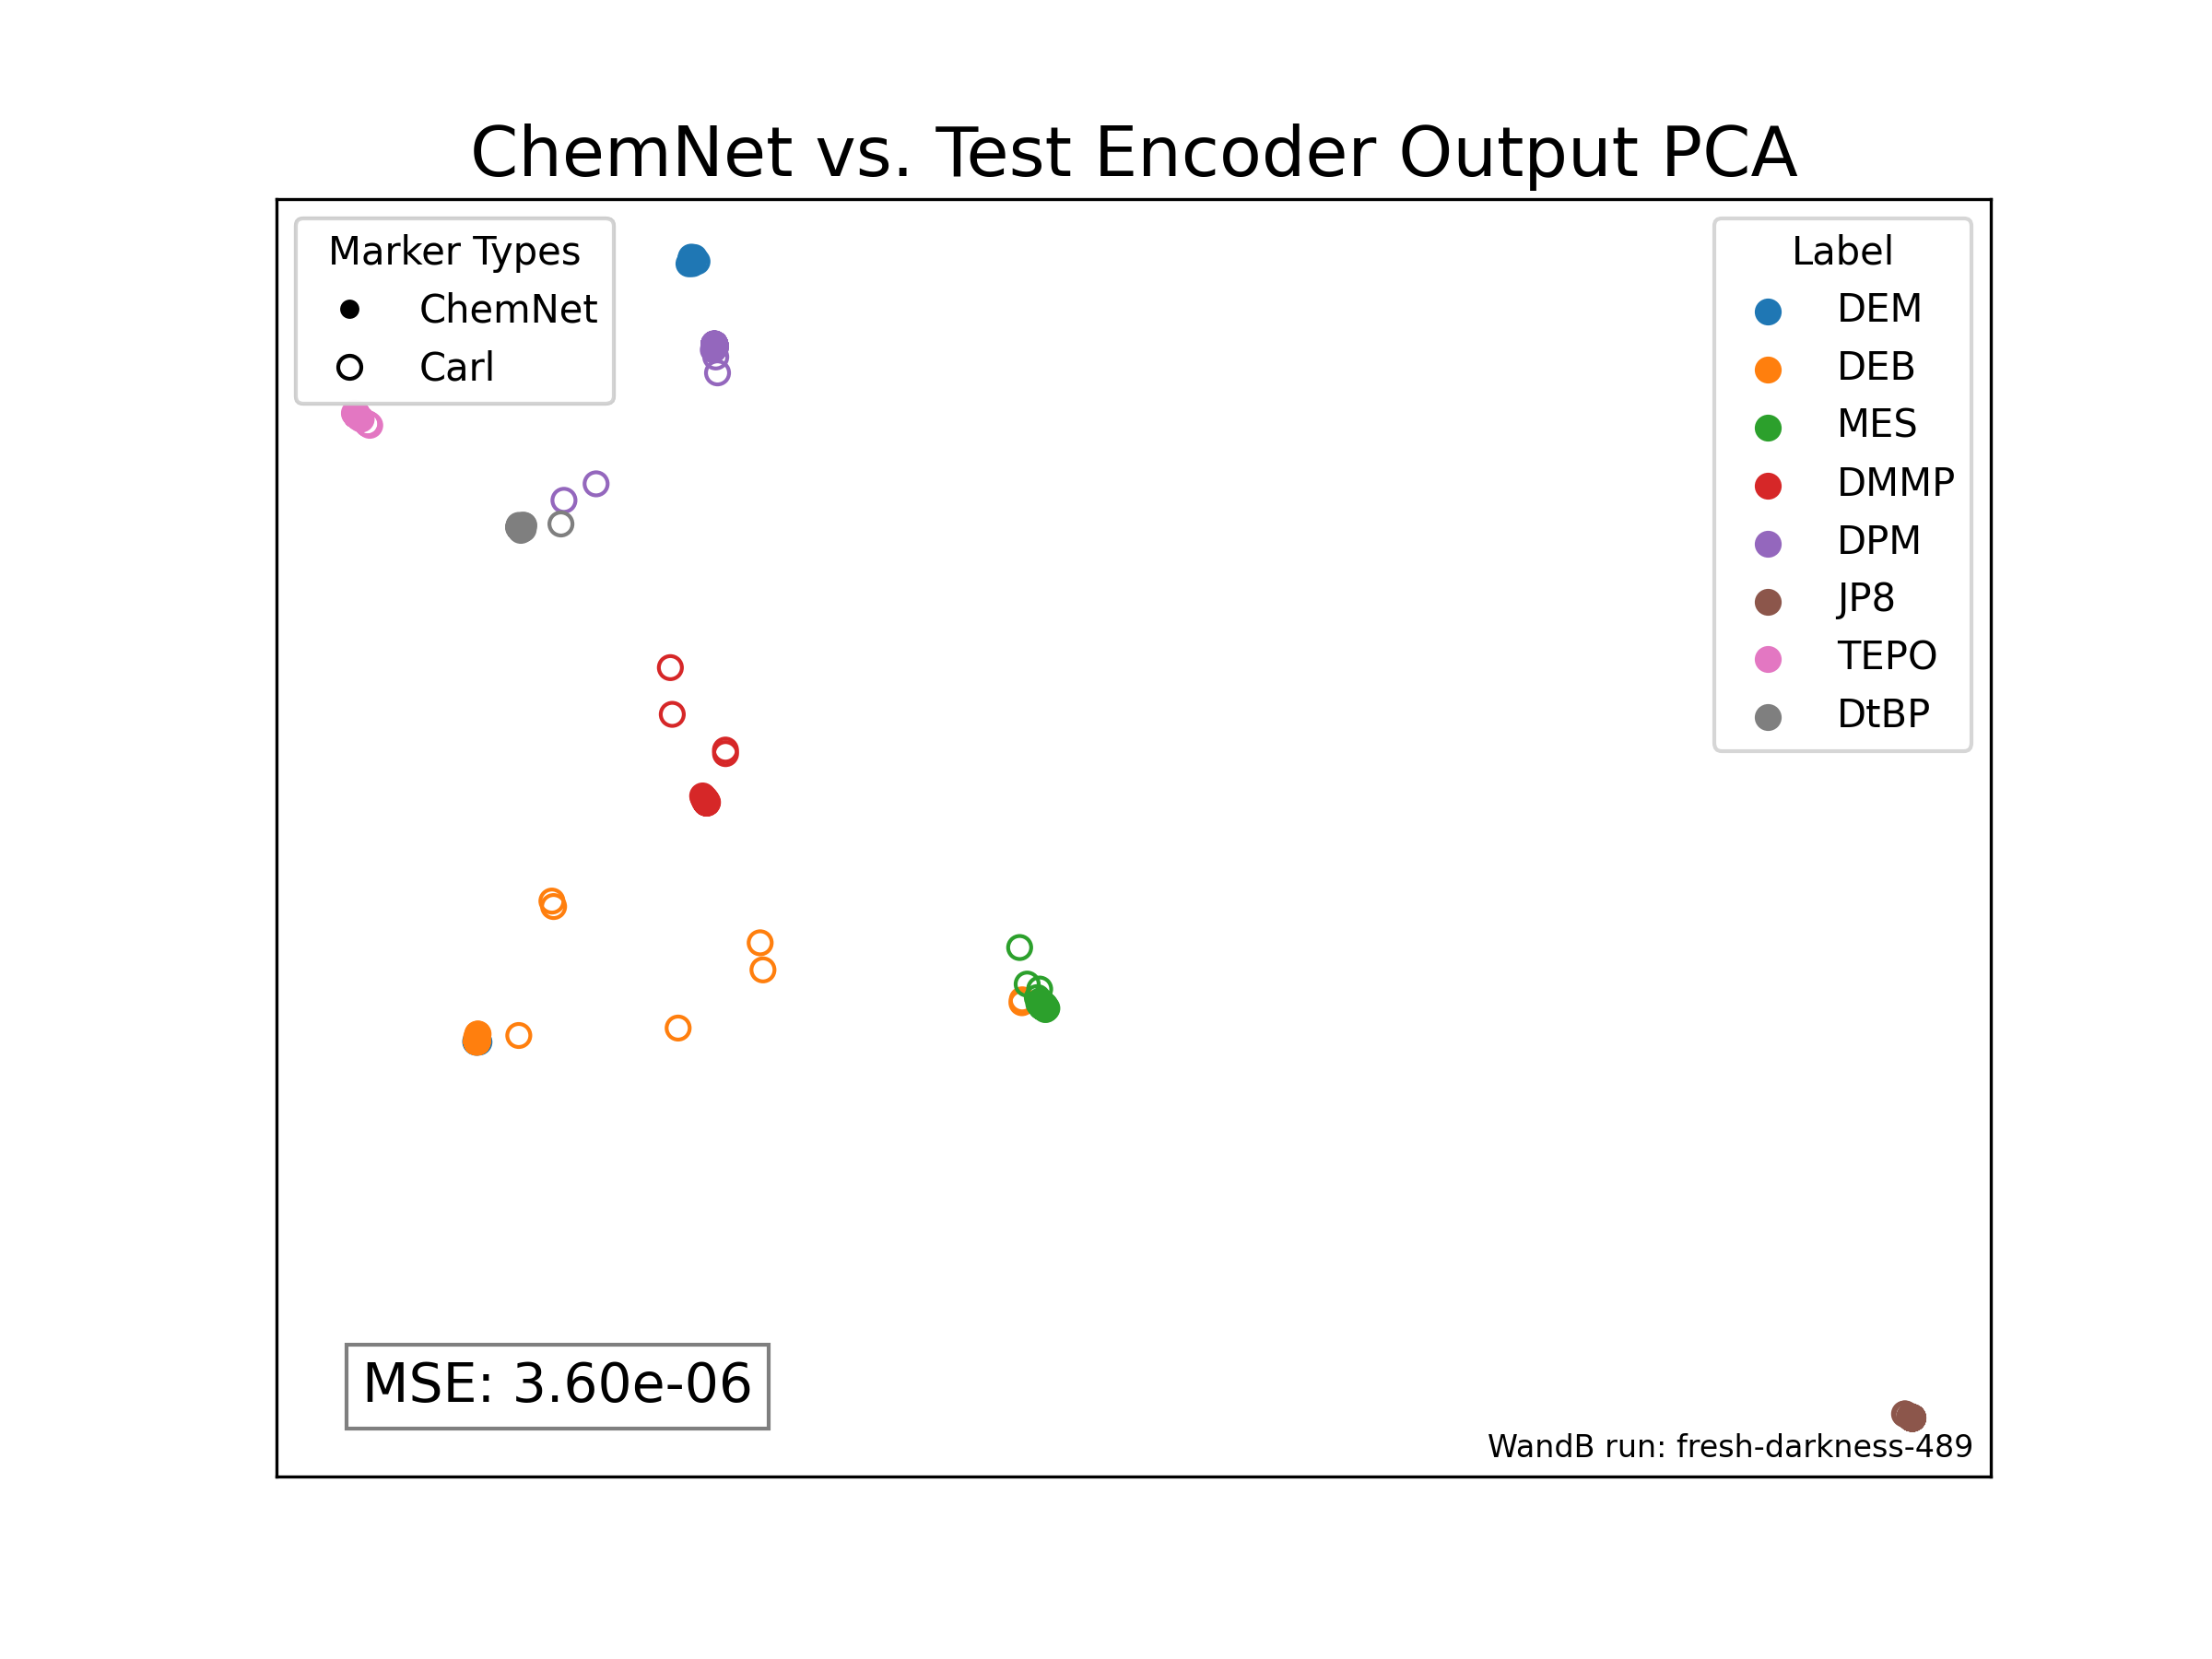 ChemNet vs. Test Encoder Output PCA
Marker Types
ChemNet
Carl
Label
DEM
DEB
MES
DMMP
DPM
JP8
TEPO
DtBP
MSE: 3.60e-06
WandB run: fresh-darkness-489